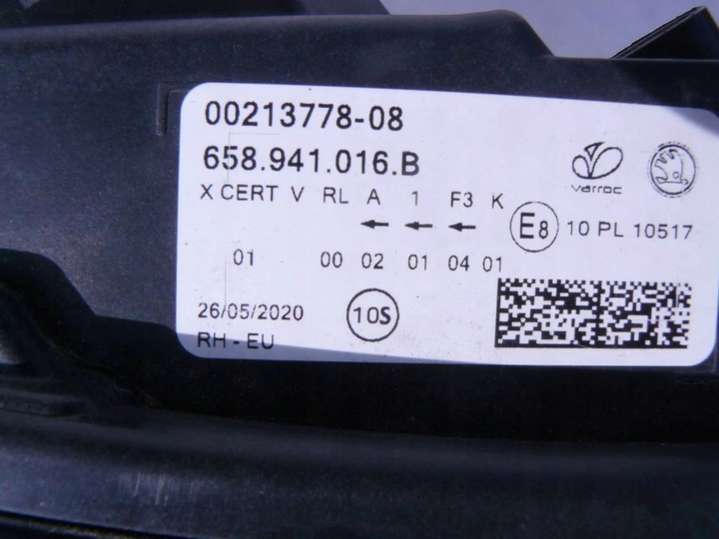 00213778-08
658.941.016.B
varroc
X CERT V RL A 1 F3 K
← ← ←
E8 10 PL 10517
01 00 02 01 04 01
26/05/2020 10S
RH - EU